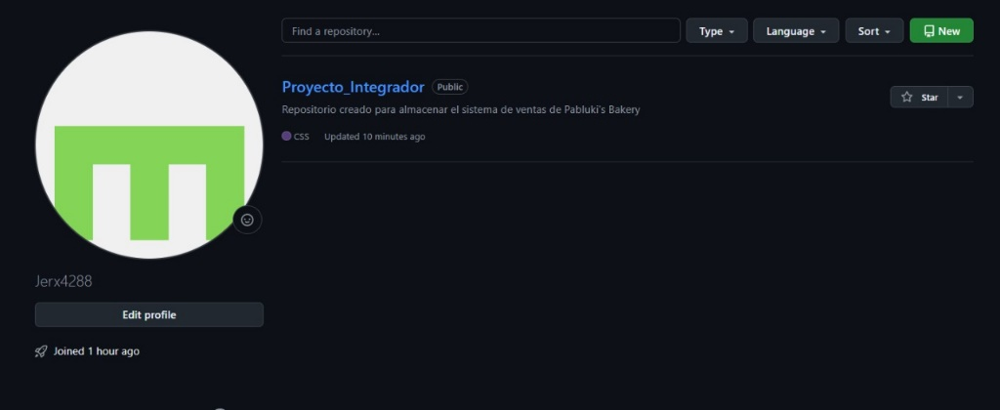 Find a repository...
Type
Language
Sort
New
Proyecto_Integrador Public
Repositorio creado para almacenar el sistema de ventas de Pabluki's Bakery
Star
CSS Updated 10 minutes ago
Jerx4288
Edit profile
Joined 1 hour ago